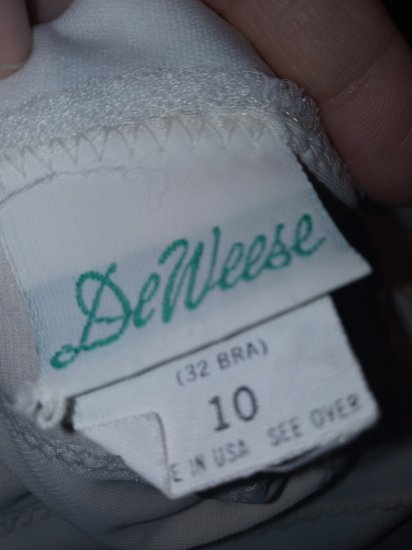 DeWeese
(32 BRA)
10
E IN USA SEE OVER